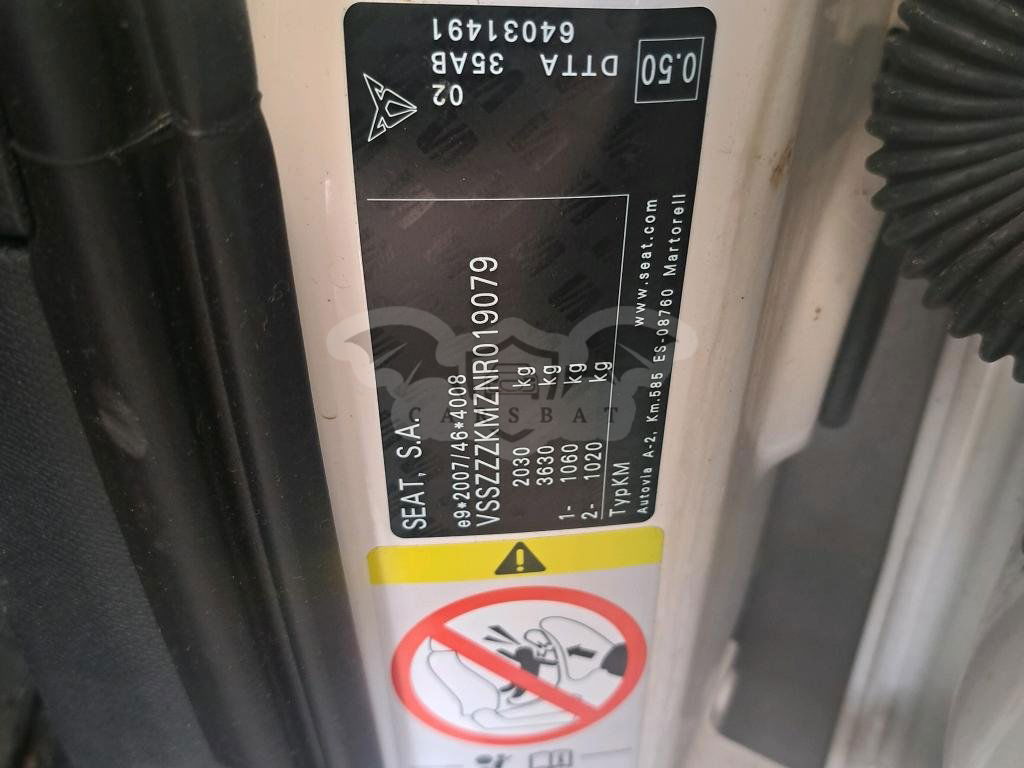 SEAT, S.A.
e9*2007/46*4008
VSSZZZKMZNR019079
2030 kg
3630 kg
1- 1060 kg
2- 1020 kg
TypKM www.seat.com
Autovia A-2, Km.585 ES-08760 Martorell
02
35AB
DTTA
64031491
0.50
CARSBAT